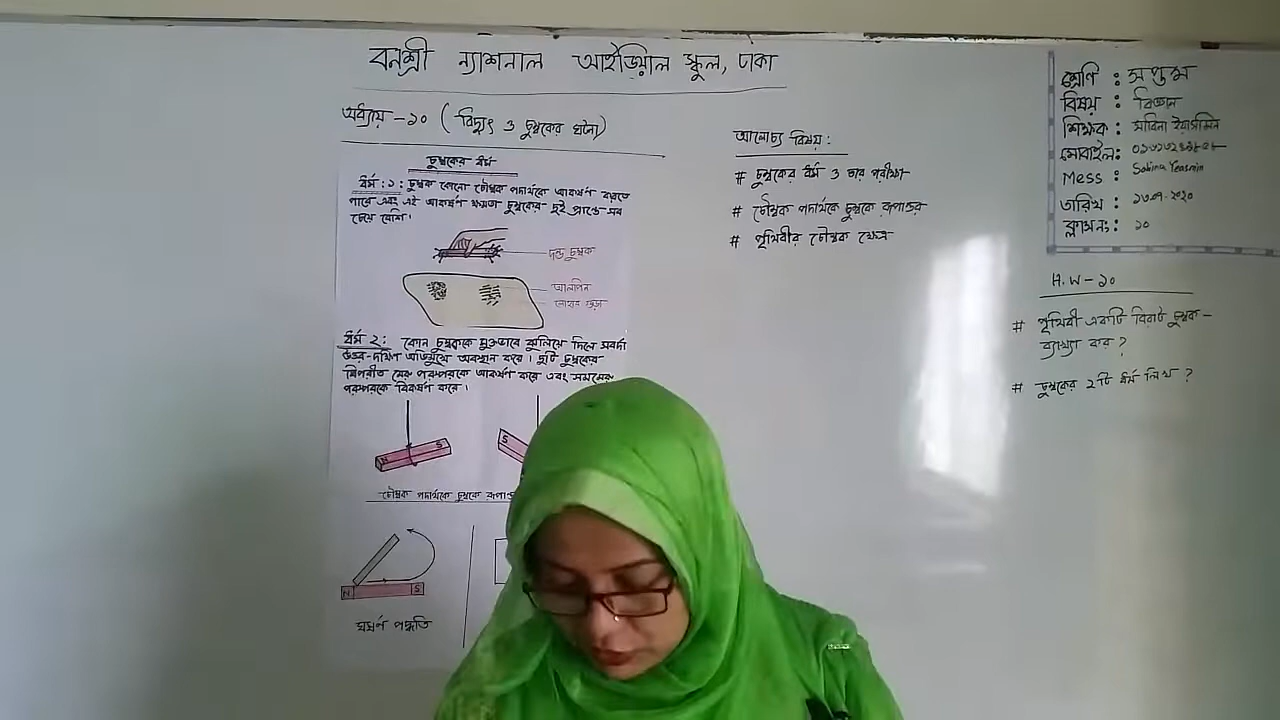 বনশ্রী ন্যাশনাল আইডিয়াল স্কুল, ঢাকা
অধ্যায় -১০ ( বিদ্যুৎ ও চুম্বকের ঘটনা)
চুম্বকের ধর্ম
ধর্ম:১: চুম্বক কোনো চৌম্বক পদার্থকে আকর্ষণ করতে
পারে এবং এই আকর্ষণ ক্ষমতা চুম্বকের দুই প্রান্তে সব
চেয়ে বেশি।
দন্ড চুম্বক
আলপিন
লোহার গুড়া
ধর্ম ২: কোন চুম্বককে মুক্তভাবে ঝুলিয়ে দিলে সবর্দা
উত্তর-দক্ষিণ অভিমুখে অবস্থান করে। দুটি চুম্বকের
বিপরীত মেরু পরস্পরকে আকর্ষণ করে এবং সমমেরু
পরস্পরকে বিকর্ষণ করে।
N S
S
চৌম্বক পদার্থকে চুম্বকে
N S
ঘর্ষণ পদ্ধতি
আলোচ্য বিষয়:
# চুম্বকের ধর্ম ও তার পরীক্ষা
# চৌম্বক পদার্থকে চুম্বকে রূপান্তর
# পৃথিবীর চৌম্বক ক্ষেত্র
শ্রেণি : সপ্তম
বিষয় : বিজ্ঞান
শিক্ষক: সাবিনা ইয়াসমিন
মোবাইল:
Mess : Sabina Yeasmin
তারিখ :
ক্লাস নং: ১০
H.W-১০
# পৃথিবী একটি বিরাট চুম্বক-
ব্যাখ্যা কর ?
# চুম্বকের ২টি ধর্ম লিখ ?